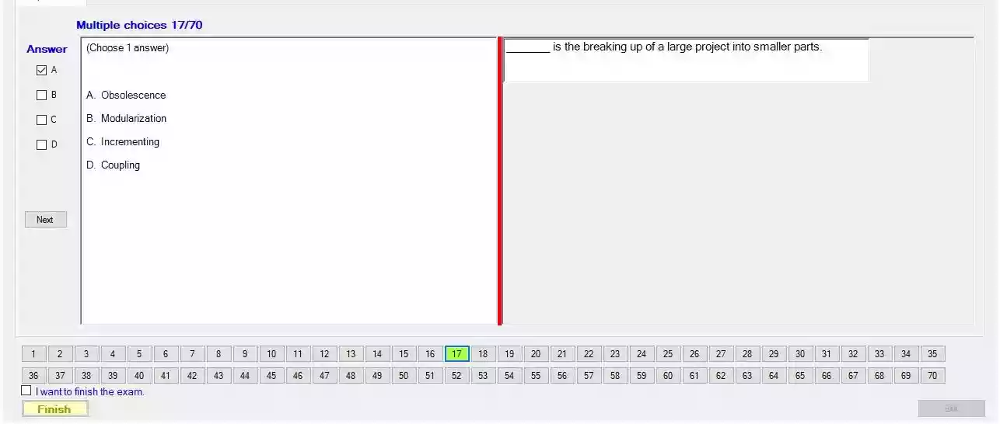 Multiple choices 17/70
Answer
(Choose 1 answer)
_______ is the breaking up of a large project into smaller parts.
A
B
C
D
A. Obsolescence
B. Modularization
C. Incrementing
D. Coupling
Next
1 2 3 4 5 6 7 8 9 10 11 12 13 14 15 16 17 18 19 20 21 22 23 24 25 26 27 28 29 30 31 32 33 34 35
36 37 38 39 40 41 42 43 44 45 46 47 48 49 50 51 52 53 54 55 56 57 58 59 60 61 62 63 64 65 66 67 68 69 70
I want to finish the exam.
Finish
Exit